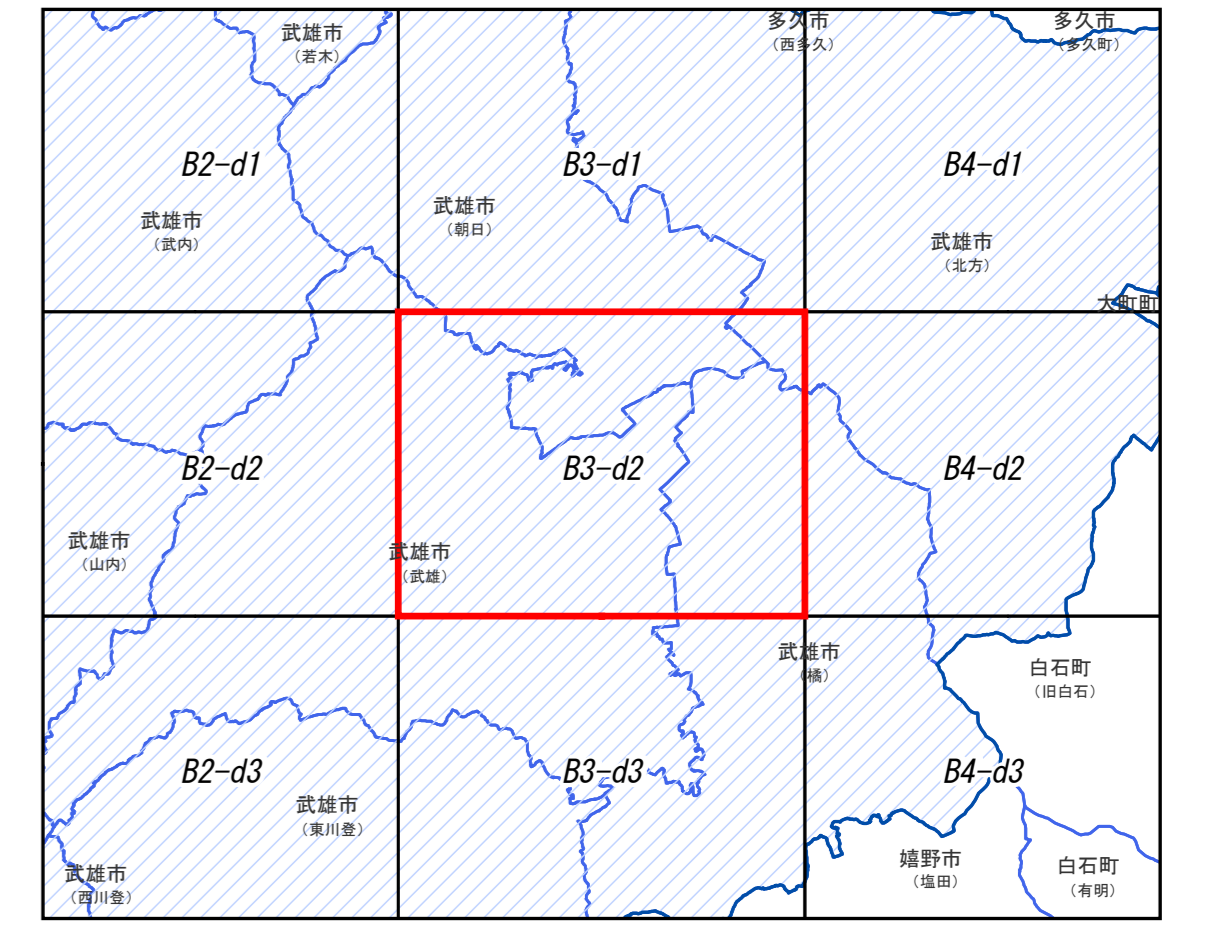 武雄市
（若木）
多久市
（西多久）
多久市
（多久町）
B2-d1
B3-d1
B4-d1
武雄市
（武内）
武雄市
（朝日）
武雄市
（北方）
大町町
B2-d2
B3-d2
B4-d2
武雄市
（山内）
武雄市
（武雄）
武雄市
（橘）
白石町
（旧白石）
B2-d3
B3-d3
B4-d3
武雄市
（東川登）
武雄市
（西川登）
嬉野市
（塩田）
白石町
（有明）